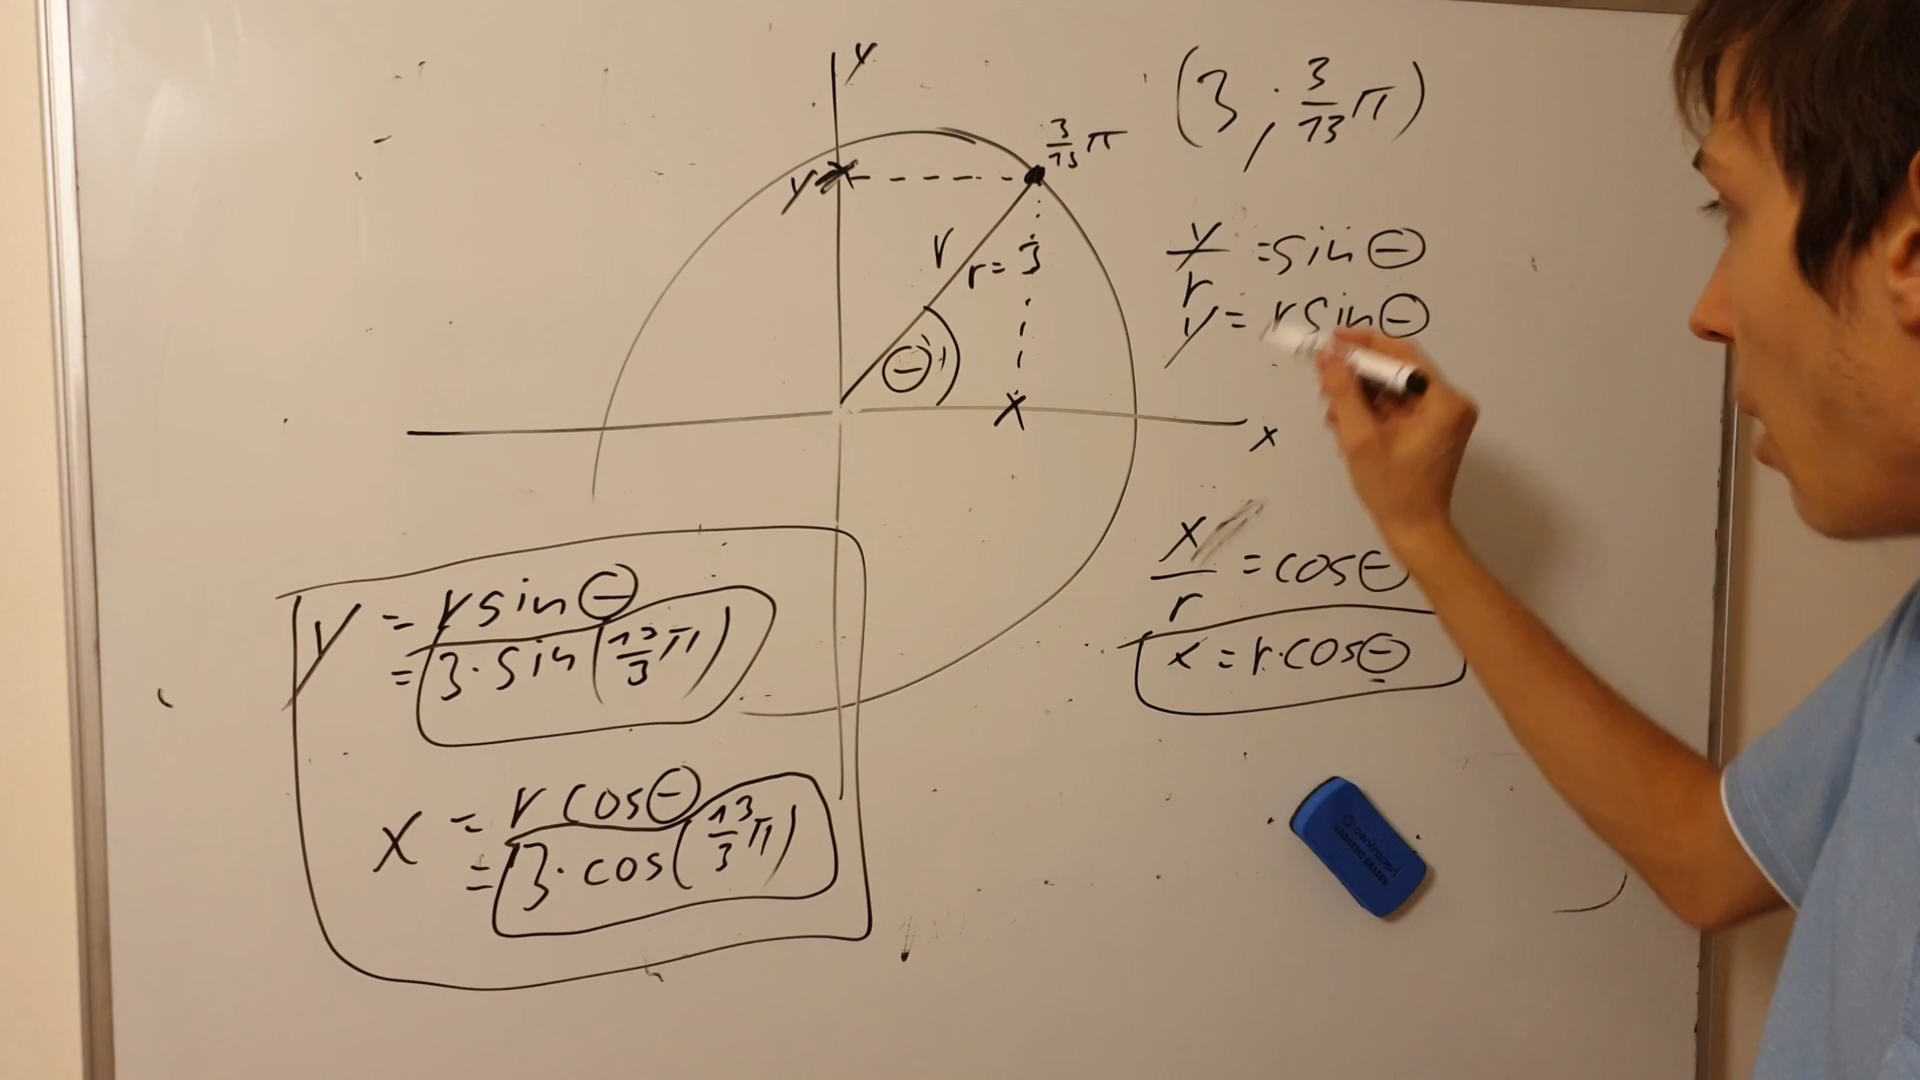 y
(3; 3/13 π)
3/13 π
y
r
r = 3
Θ
x
x
y/r = sin Θ
y = r sin Θ
x/r = cos Θ
x = r · cos Θ
y = r sin Θ
= 3 · sin (13/3 π)
x = r cos Θ
= 3 · cos (13/3 π)
centropen